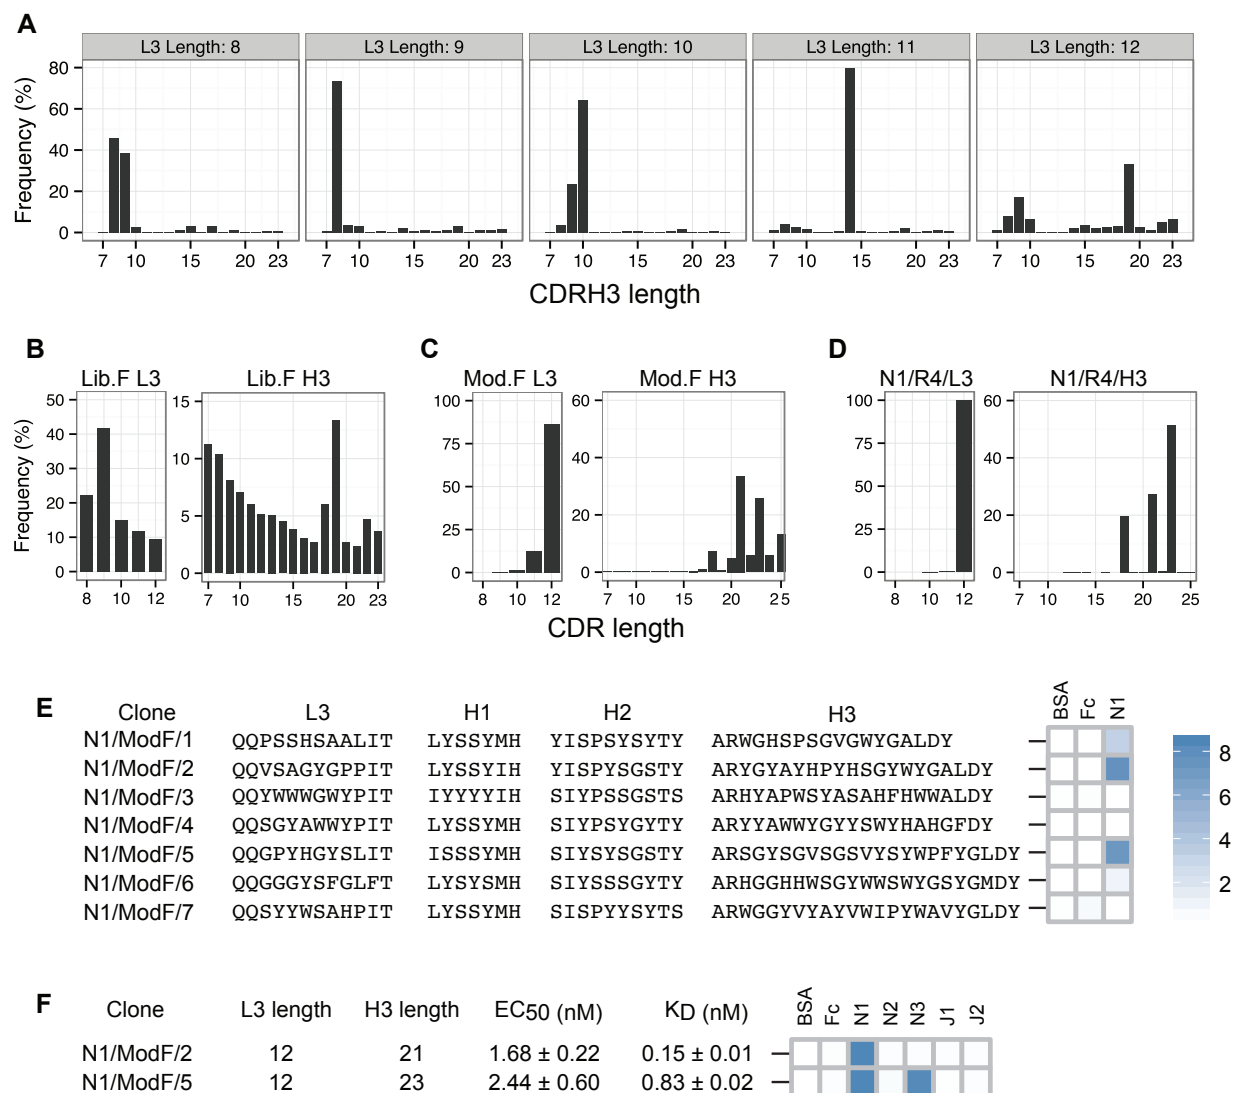 A
L3 Length: 8 L3 Length: 9 L3 Length: 10 L3 Length: 11 L3 Length: 12
Frequency (%)
80
60
40
20
0
7 10 15 20 23 7 10 15 20 23 7 10 15 20 23 7 10 15 20 23 7 10 15 20 23
CDRH3 length
B
Lib.F L3 Lib.F H3
Frequency (%)
50
40
30
20
10
0
8 10 12
15
10
5
0
7 10 15 20 23
C
Mod.F L3 Mod.F H3
100
75
50
25
0
8 10 12
60
40
20
0
7 10 15 20 25
D
N1/R4/L3 N1/R4/H3
100
75
50
25
0
8 10 12
60
40
20
0
7 10 15 20 25
CDR length
E
Clone L3 H1 H2 H3 BSA Fc N1
N1/ModF/1 QQPSSHSAALIT LYSSYMH YISPSYSYTY ARWGHSPSGVGWYGALDY
N1/ModF/2 QQVSAGYGPPIT LYSSYIH YISPYSGSTY ARYGYAYHPYHSGYWYGALDY
N1/ModF/3 QQYWWWGWYPIT IYYYYIH SIYPSSGSTS ARHYAPWSYASAHFHWWALDY
N1/ModF/4 QQSGYAWWYPIT LYSSYMH SIYPSYGYTY ARYYAWWYGYYSWYHAHGFDY
N1/ModF/5 QQGPYHGYSLIT ISSSYMH SIYSYSGSTY ARSGYSGVSGSVYSYWPFYGLDY
N1/ModF/6 QQGGGYSFGLFT LYSYSMH SIYSSSGYTY ARHGGHHWSGYWWSWYGSYGMDY
N1/ModF/7 QQSYYWSAHPIT LYSSYMH SISPYYSYTS ARWGGYVYAYVWIPYWAVYGLDY
8
6
4
2
F
Clone L3 length H3 length EC50 (nM) KD (nM) BSA Fc N1 N2 N3 J1 J2
N1/ModF/2 12 21 1.68 ± 0.22 0.15 ± 0.01
N1/ModF/5 12 23 2.44 ± 0.60 0.83 ± 0.02